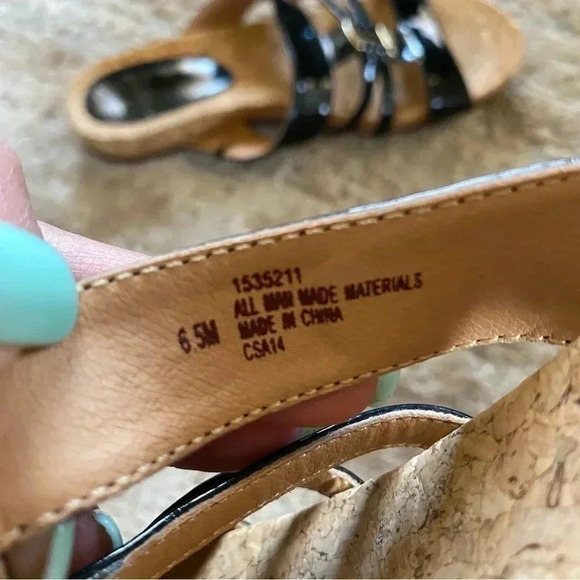 1535211
ALL MAN MADE MATERIALS
6.5M MADE IN CHINA
CSA14